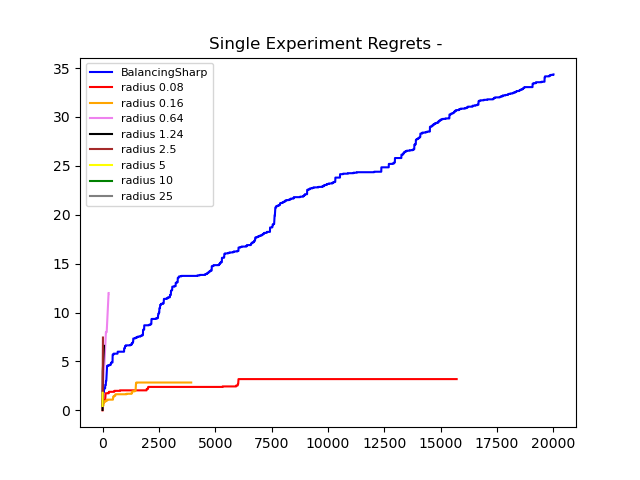 Single Experiment Regrets -
BalancingSharp
radius 0.08
radius 0.16
radius 0.64
radius 1.24
radius 2.5
radius 5
radius 10
radius 25
35
30
25
20
15
10
5
0
0 2500 5000 7500 10000 12500 15000 17500 20000